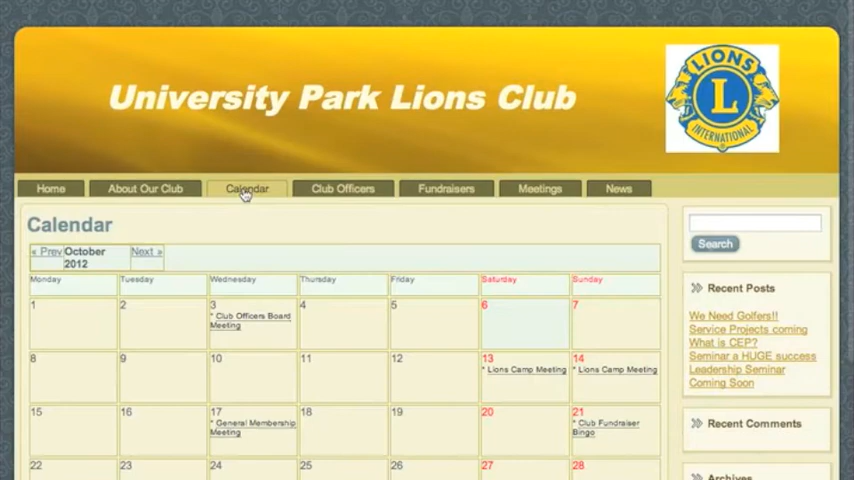 University Park Lions Club
LIONS
L
INTERNATIONAL
Home
About Our Club
Calendar
Club Officers
Fundraisers
Meetings
News
Calendar
« Prev
October
2012
Next »
Monday
Tuesday
Wednesday
Thursday
Friday
Saturday
Sunday
1
2
3
* Club Officers Board
Meeting
4
5
6
7
8
9
10
11
12
13
* Lions Camp Meeting
14
* Lions Camp Meeting
15
16
17
* General Membership
Meeting
18
19
20
21
* Club Fundraiser
Bingo
22
23
24
25
26
27
28
Search
Recent Posts
We Need Golfers!!
Service Projects coming
What is CEP?
Seminar a HUGE success
Leadership Seminar
Coming Soon
Recent Comments
Archives